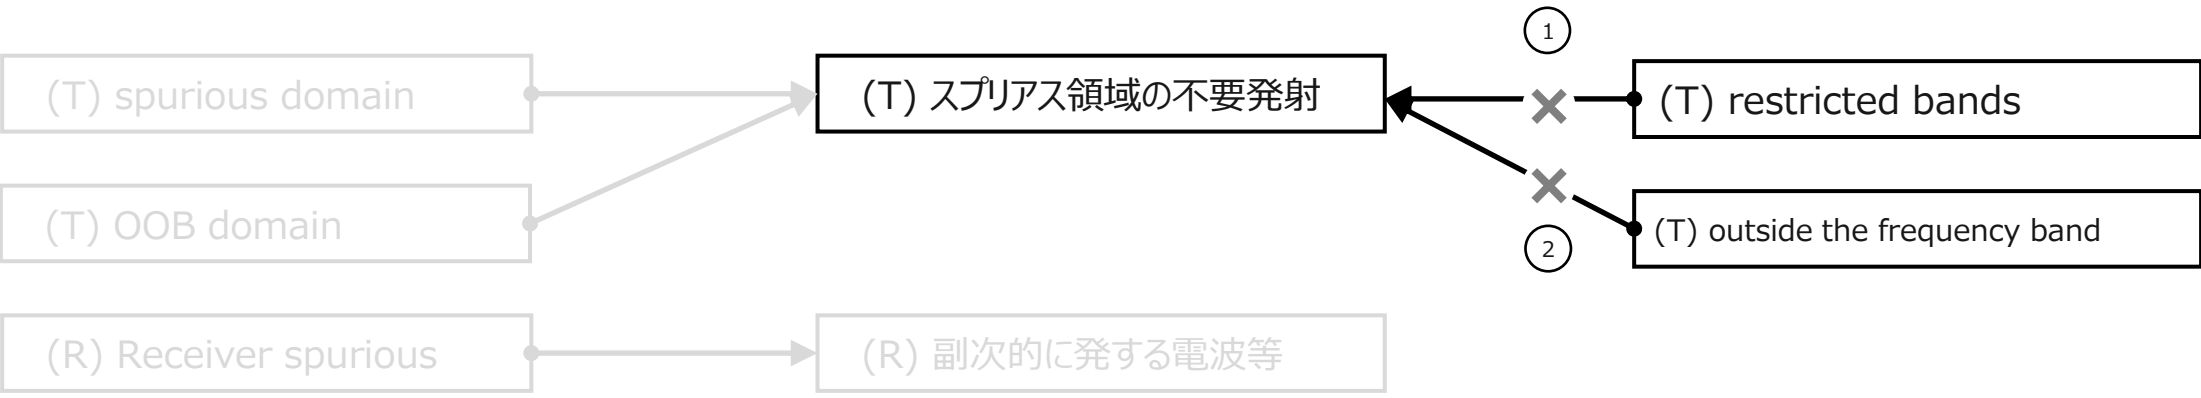 1
(T) spurious domain
(T) スプリアス領域の不要発射
(T) restricted bands
(T) OOB domain
(T) outside the frequency band
2
(R) Receiver spurious
(R) 副次的に発する電波等